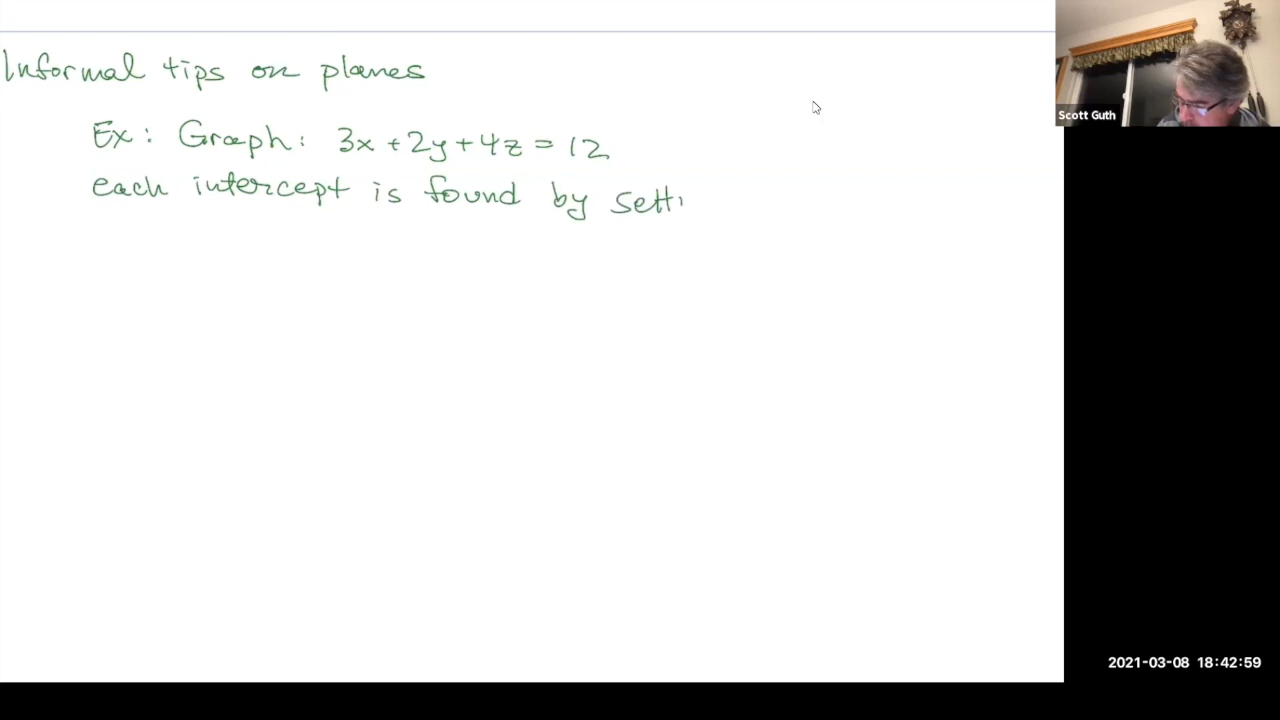 Informal tips on planes
Ex: Graph: 3x + 2y + 4z = 12
each intercept is found by setti
Scott Guth
2021-03-08 18:42:59